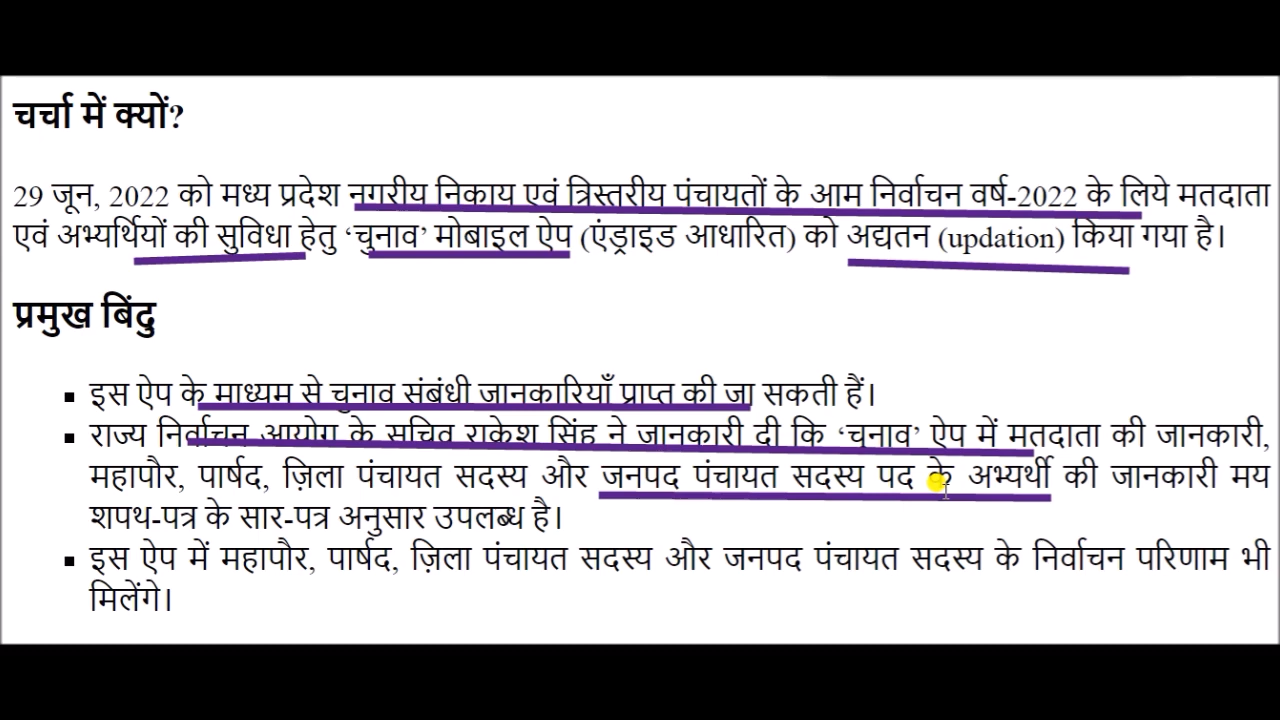 चर्चा में क्यों?
29 जून, 2022 को मध्य प्रदेश नगरीय निकाय एवं त्रिस्तरीय पंचायतों के आम निर्वाचन वर्ष-2022 के लिये मतदाता
एवं अभ्यर्थियों की सुविधा हेतु ‘चुनाव’ मोबाइल ऐप (एंड्राइड आधारित) को अद्यतन (updation) किया गया है।
प्रमुख बिंदु
▪ इस ऐप के माध्यम से चुनाव संबंधी जानकारियाँ प्राप्त की जा सकती हैं।
▪ राज्य निर्वाचन आयोग के सचिव राकेश सिंह ने जानकारी दी कि ‘चुनाव’ ऐप में मतदाता की जानकारी,
महापौर, पार्षद, ज़िला पंचायत सदस्य और जनपद पंचायत सदस्य पद के अभ्यर्थी की जानकारी मय
शपथ-पत्र के सार-पत्र अनुसार उपलब्ध है।
▪ इस ऐप में महापौर, पार्षद, ज़िला पंचायत सदस्य और जनपद पंचायत सदस्य के निर्वाचन परिणाम भी
मिलेंगे।